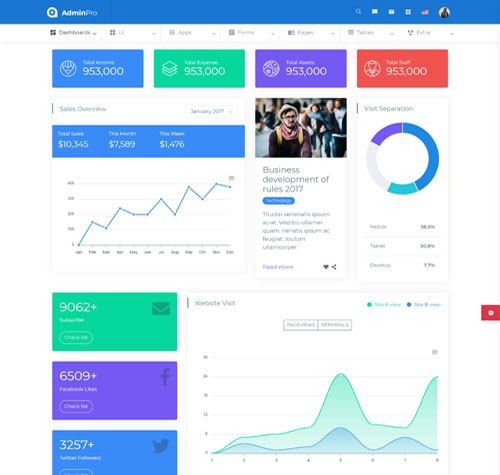 AdminPro
Dashboards
UI
Apps
Forms
Pages
Tables
Extra
Total Income
953,000
Total Expense
953,000
Total Assets
953,000
Total Staff
953,000
Sales Overview
January 2017
Total Sales
$10,345
This Month
$7,589
This Week
$1,476
400
300
200
100
0
Jan Feb Mar Apr May Jun Jul Aug Sep Oct Nov Dec
Business
development of
rules 2017
Technology
Titudin venenatis ipsum
aciat. Vestibu ullamer
quam. nenatis ipsum ac
feugiat. Ibulum
ullamcorper.
Read more
Visit Separation
Mobile 38.5%
Tablet 30.8%
Desktop 7.7%
9062+
Subscribe
Check list
6509+
Facebook Likes
Check list
3257+
Twitter Followers
Check list
Website Visit
Site A view
Site B view
PAGEVIEWS
REFERRALS
30
24
18
12
6
0
1 2 3 4 5 6 7 8